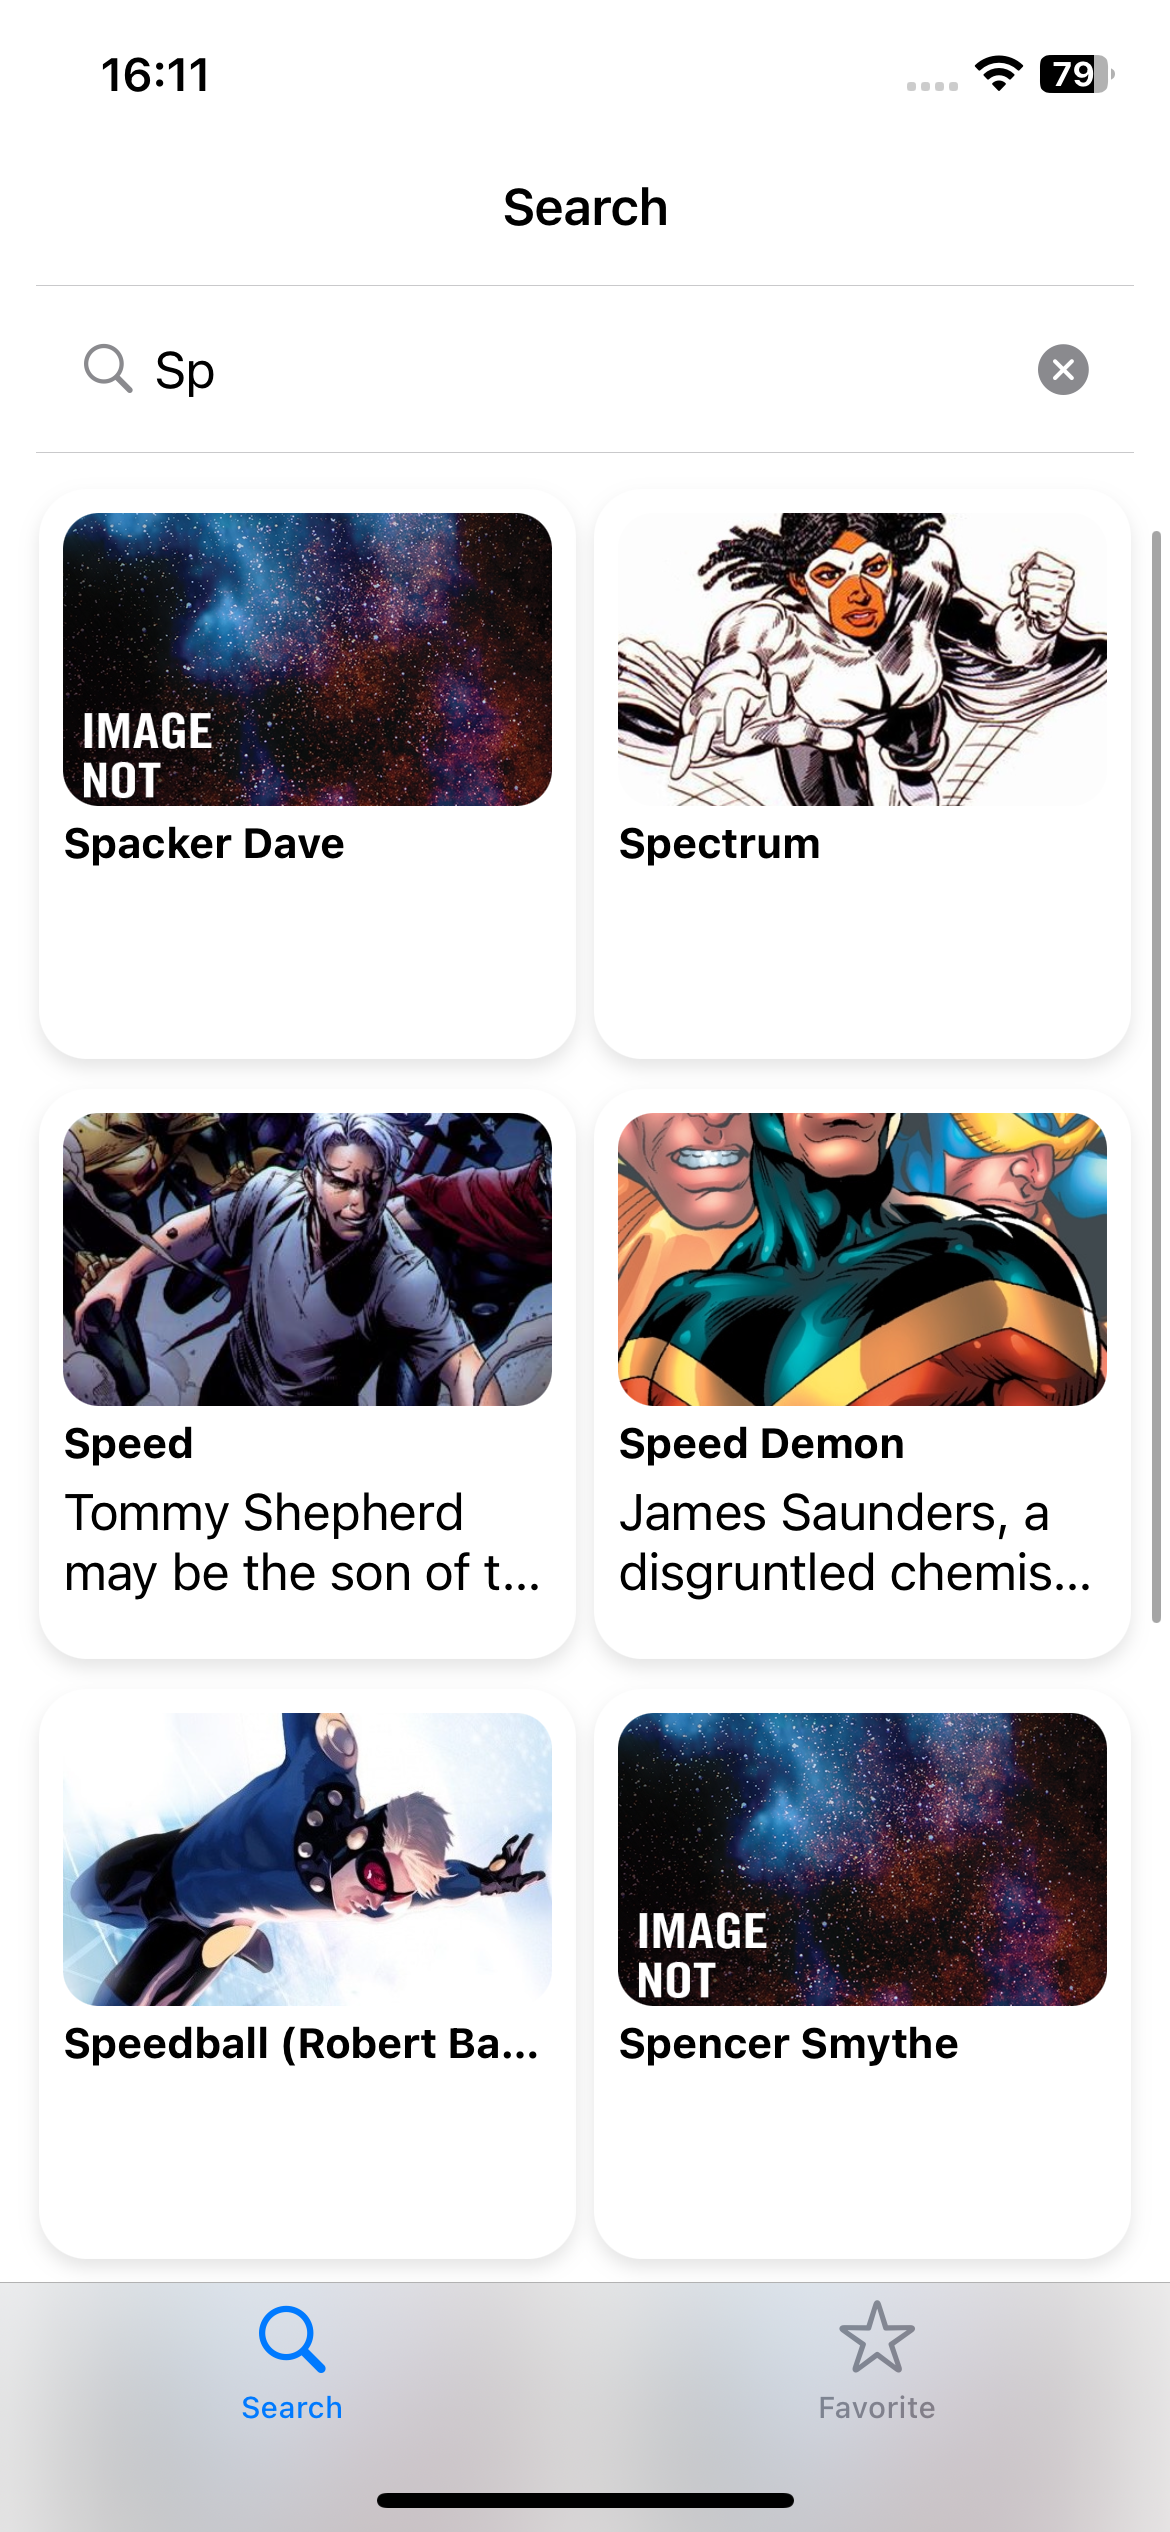 16:11
79
Search
Sp
IMAGE
NOT
Spacker Dave
Spectrum
Speed
Tommy Shepherd
may be the son of t...
Speed Demon
James Saunders, a
disgruntled chemis...
Speedball (Robert Ba...
IMAGE
NOT
Spencer Smythe
Search
Favorite